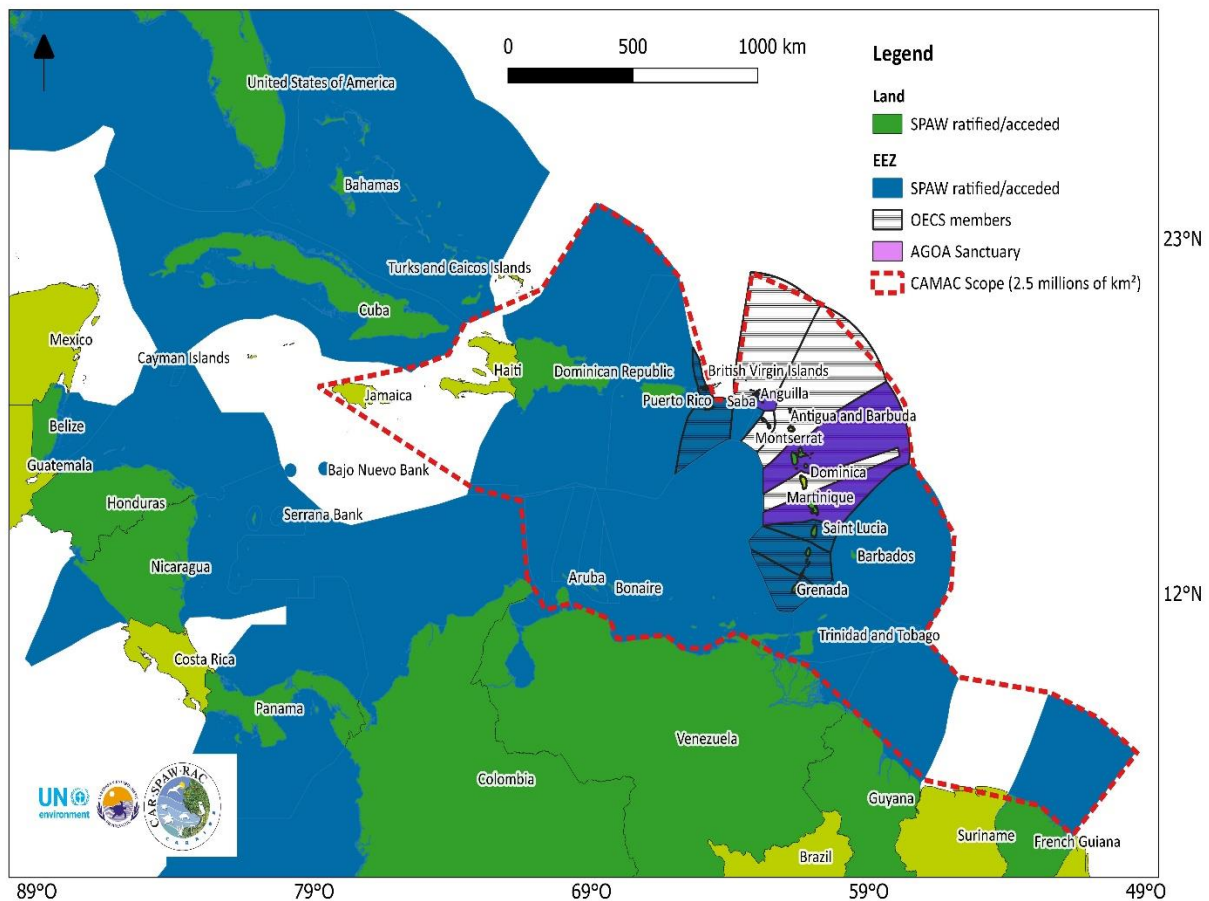 0 500 1000 km
Legend
Land
SPAW ratified/acceded
EEZ
SPAW ratified/acceded
OECS members
AGOA Sanctuary
CAMAC Scope (2.5 millions of km²)
United States of America
Bahamas
23°N
Turks and Caicos Islands
Cuba
Mexico
Cayman Islands
Haiti
Dominican Republic
British Virgin Islands
Jamaica
Puerto Rico
Saba
Anguilla
Antigua and Barbuda
Belize
Montserrat
Guatemala
Bajo Nuevo Bank
Dominica
Honduras
Martinique
Serrana Bank
Saint Lucia
Barbados
Nicaragua
Aruba
Bonaire
Grenada
12°N
Trinidad and Tobago
Costa Rica
Panama
Venezuela
Colombia
Guyana
UN
environment
CAR-SPAW-RAC
Suriname
French Guiana
Brazil
89°O 79°O 69°O 59°O 49°O